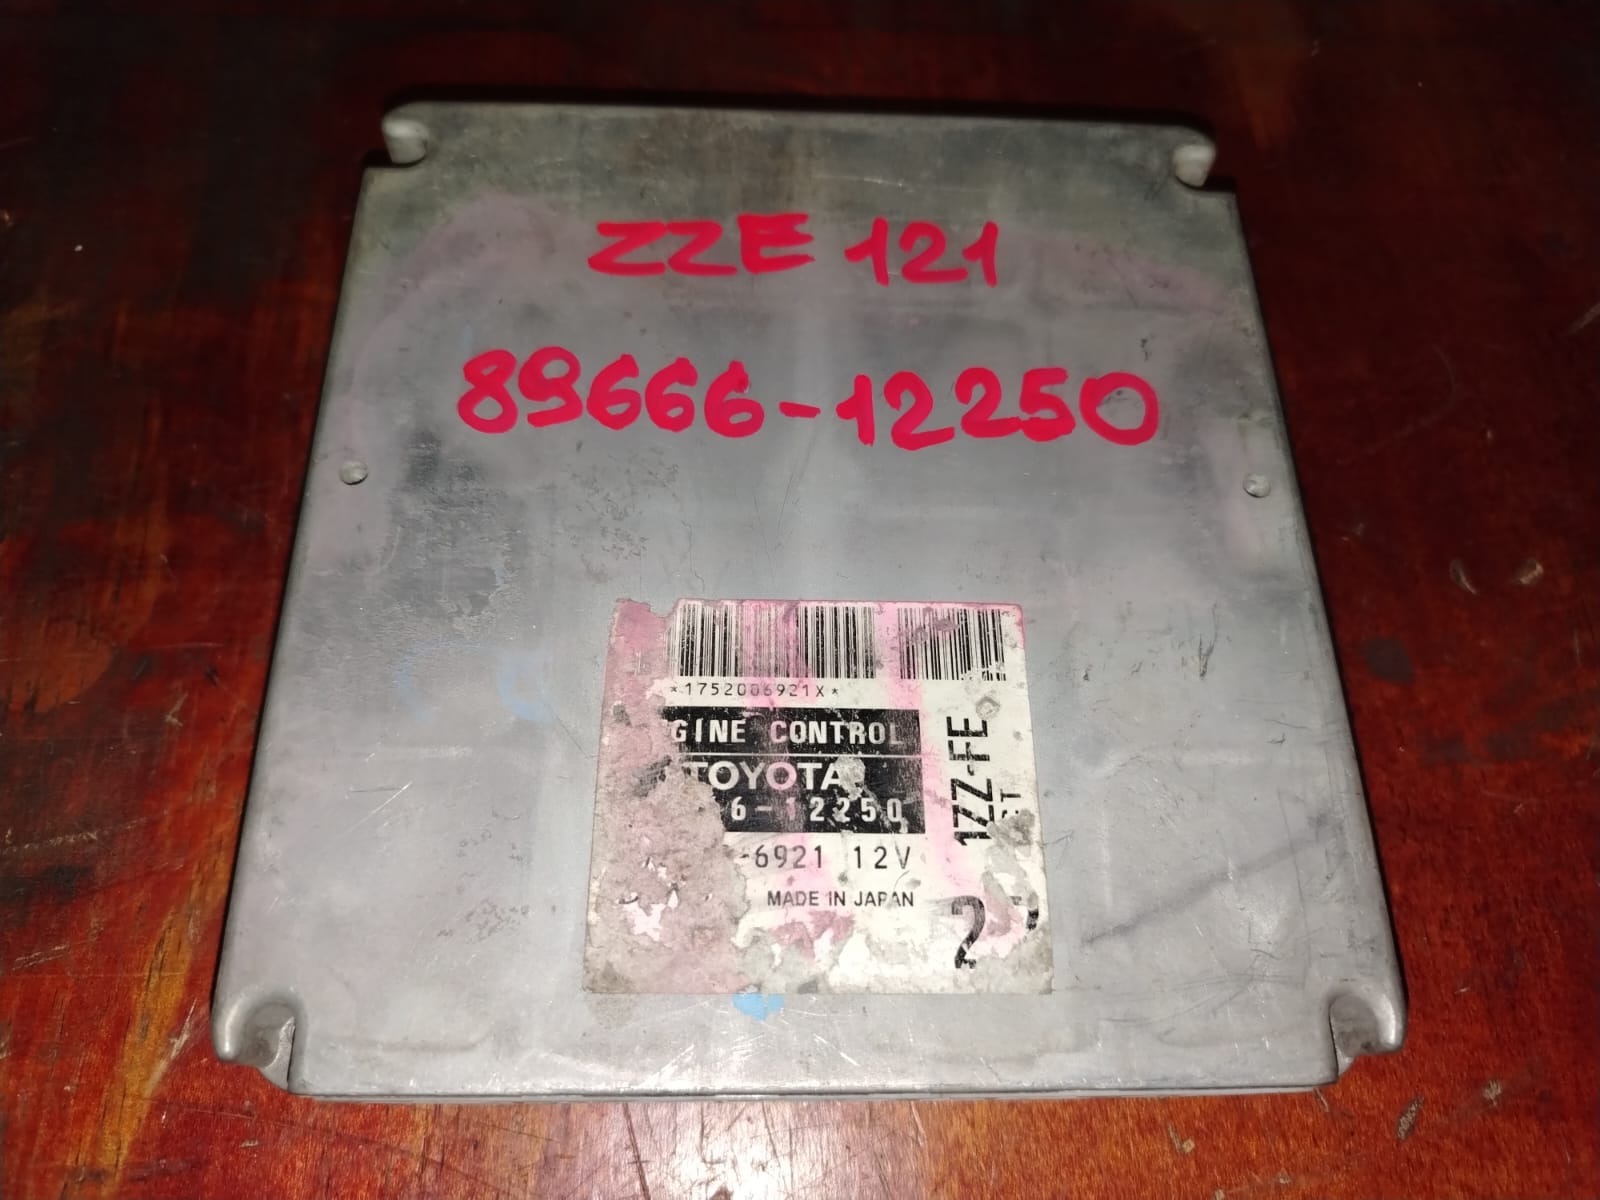 ZZE 121
89666-12250
*1752006921X*
GINE CONTROL
TOYOTA
6-12250
-6921 12V
MADE IN JAPAN
1ZZ-FE
2